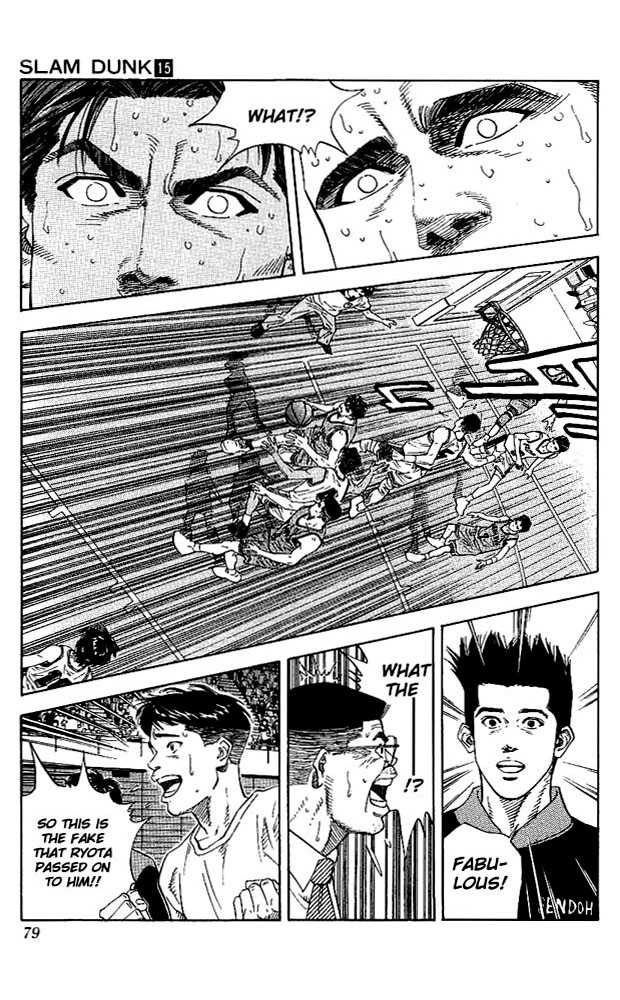 SLAM DUNK 15
WHAT!?
SO THIS IS
THE FAKE
THAT RYOTA
PASSED ON
TO HIM!!
WHAT
THE
!?
FABU-
LOUS!
SENDOH
79